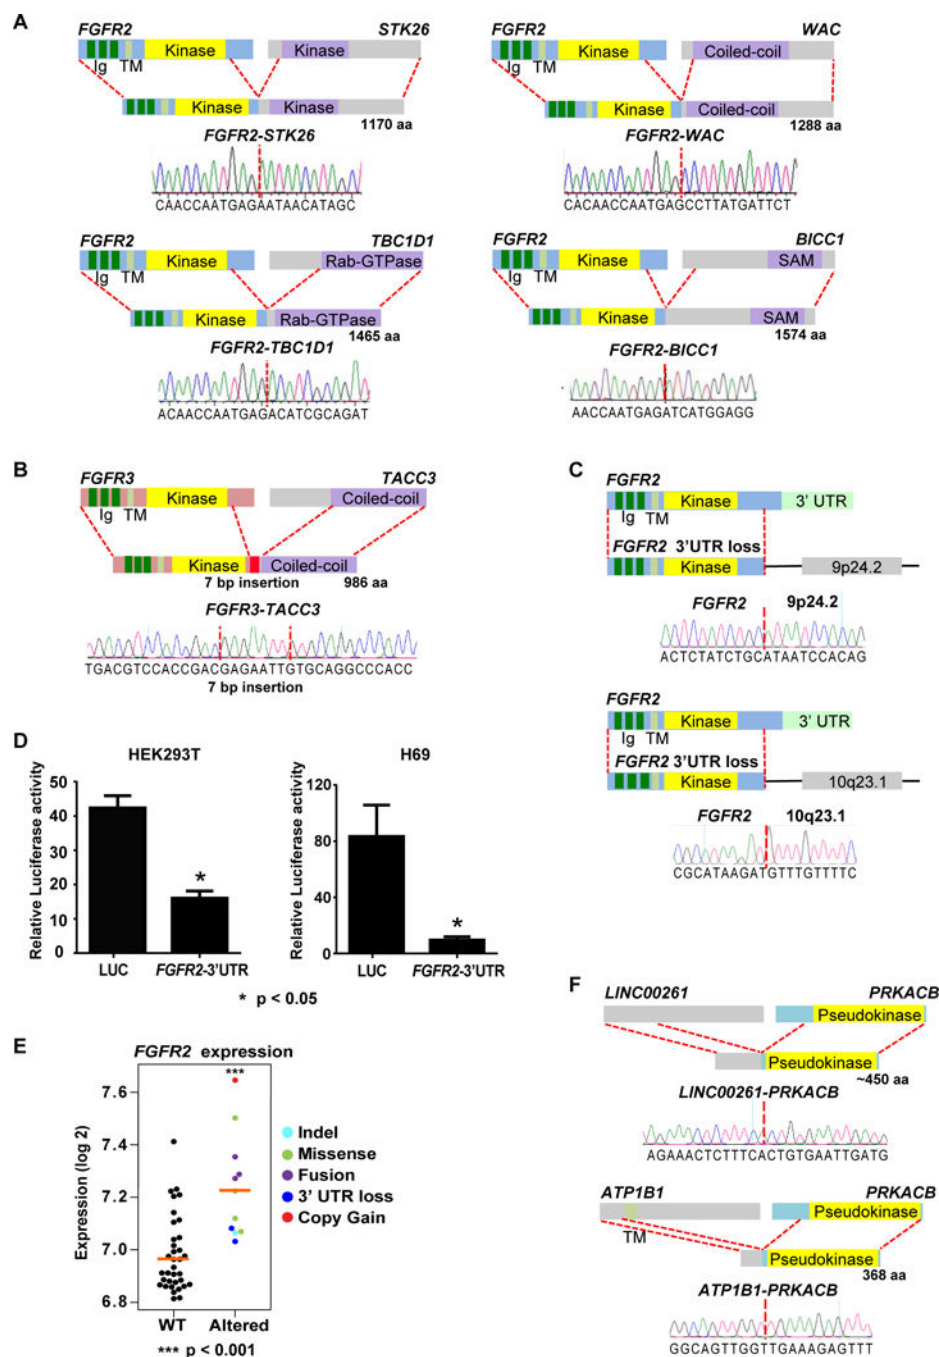 A
FGFR2 STK26
Kinase Kinase
Ig TM
Kinase Kinase
1170 aa
FGFR2-STK26
CAACCAATGAGAATAACATAGC
FGFR2 WAC
Kinase Coiled-coil
Ig TM
Kinase Coiled-coil
1288 aa
FGFR2-WAC
CACAACCAATGAGCCTTATGATTCT
FGFR2 TBC1D1
Kinase Rab-GTPase
Ig TM
Kinase Rab-GTPase
1465 aa
FGFR2-TBC1D1
ACAACCAATGAGACATCGCAGAT
FGFR2 BICC1
Kinase SAM
Ig TM
Kinase SAM
1574 aa
FGFR2-BICC1
AACCAATGAGATCATGGAGG
B
FGFR3 TACC3
Kinase Coiled-coil
Ig TM
Kinase Coiled-coil
7 bp insertion 986 aa
FGFR3-TACC3
TGACGTCCACCGACGAGAATTGTGCAGGCCCACC
7 bp insertion
C
FGFR2
Kinase 3' UTR
Ig TM
FGFR2 3'UTR loss
Kinase 9p24.2
FGFR2 9p24.2
ACTCTATCTGCATAATCCACAG
FGFR2
Kinase 3' UTR
Ig TM
FGFR2 3'UTR loss
Kinase 10q23.1
FGFR2 10q23.1
CGCATAAGATGTTTGTTTTC
D
HEK293T
Relative Luciferase activity
50
40
30
20
10
0
*
LUC FGFR2-3'UTR
H69
Relative Luciferase activity
120
80
40
0
*
LUC FGFR2-3'UTR
* p < 0.05
E
FGFR2 expression
Expression (log 2)
7.6
7.4
7.2
7.0
6.8
***
WT Altered
*** p < 0.001
Indel
Missense
Fusion
3' UTR loss
Copy Gain
F
LINC00261 PRKACB
Pseudokinase
Pseudokinase
~450 aa
LINC00261-PRKACB
AGAAACTCTTTCACTGTGAATTGATG
ATP1B1 PRKACB
Pseudokinase
TM
Pseudokinase
368 aa
ATP1B1-PRKACB
GGCAGTTGGTTGAAAGAGTTT